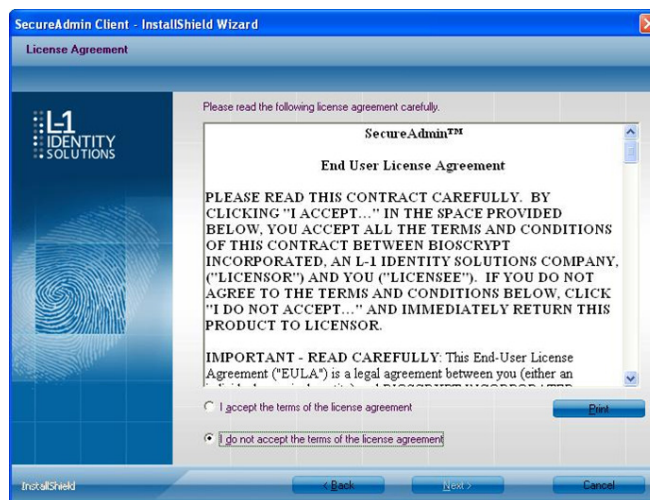 SecureAdmin Client - InstallShield Wizard
License Agreement
L-1
IDENTITY
SOLUTIONS
Please read the following license agreement carefully.
SecureAdmin™
End User License Agreement
PLEASE READ THIS CONTRACT CAREFULLY. BY
CLICKING "I ACCEPT..." IN THE SPACE PROVIDED
BELOW, YOU ACCEPT ALL THE TERMS AND CONDITIONS
OF THIS CONTRACT BETWEEN BIOSCRYPT
INCORPORATED, AN L-1 IDENTITY SOLUTIONS COMPANY,
("LICENSOR") AND YOU ("LICENSEE"). IF YOU DO NOT
AGREE TO THE TERMS AND CONDITIONS BELOW, CLICK
"I DO NOT ACCEPT..." AND IMMEDIATELY RETURN THIS
PRODUCT TO LICENSOR.
IMPORTANT - READ CAREFULLY: This End-User License
Agreement ("EULA") is a legal agreement between you (either an
I accept the terms of the license agreement
Print
I do not accept the terms of the license agreement
InstallShield
< Back
Next >
Cancel